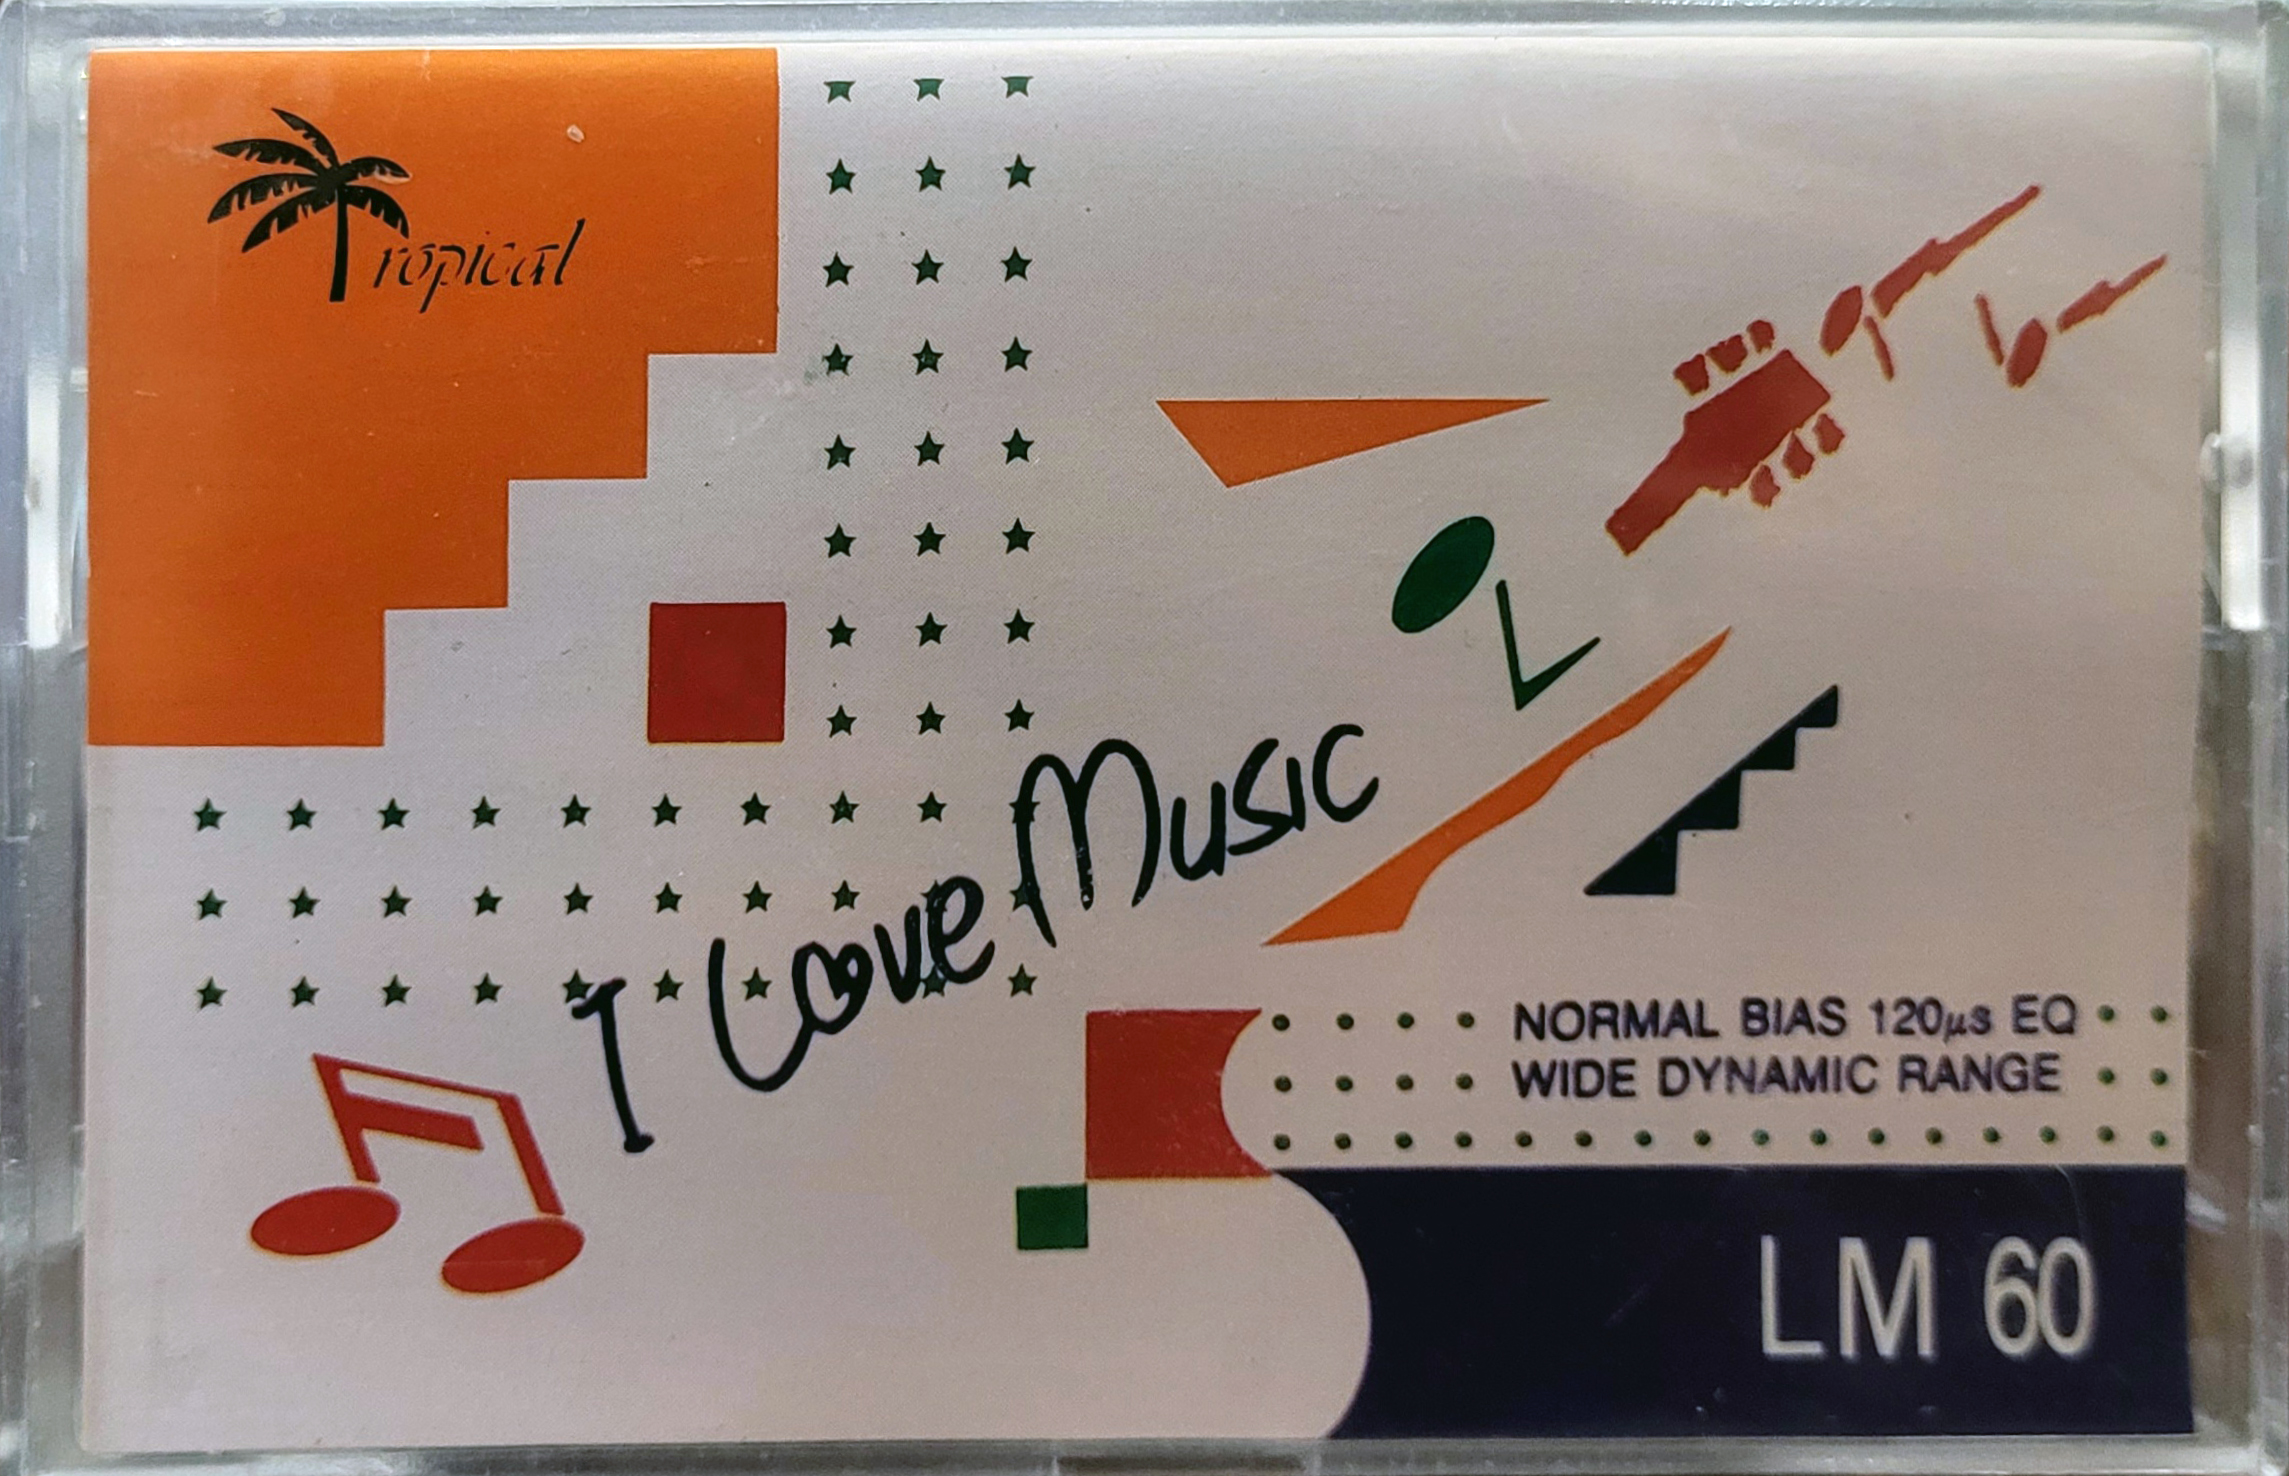 Tropical
I Love Music
NORMAL BIAS 120µs EQ
WIDE DYNAMIC RANGE
LM 60